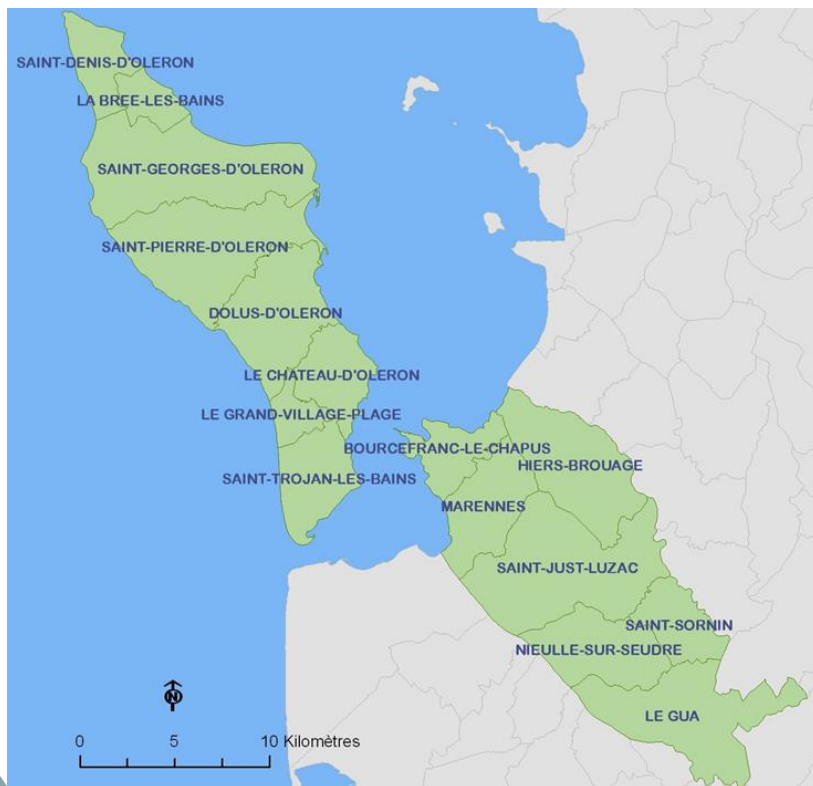 SAINT-DENIS-D'OLERON
LA BREE-LES-BAINS
SAINT-GEORGES-D'OLERON
SAINT-PIERRE-D'OLERON
DOLUS-D'OLERON
LE CHATEAU-D'OLERON
LE GRAND-VILLAGE-PLAGE
BOURCEFRANC-LE-CHAPUS
HIERS-BROUAGE
SAINT-TROJAN-LES-BAINS
MARENNES
SAINT-JUST-LUZAC
SAINT-SORNIN
NIEULLE-SUR-SEUDRE
LE GUA
N
0 5 10 Kilomètres